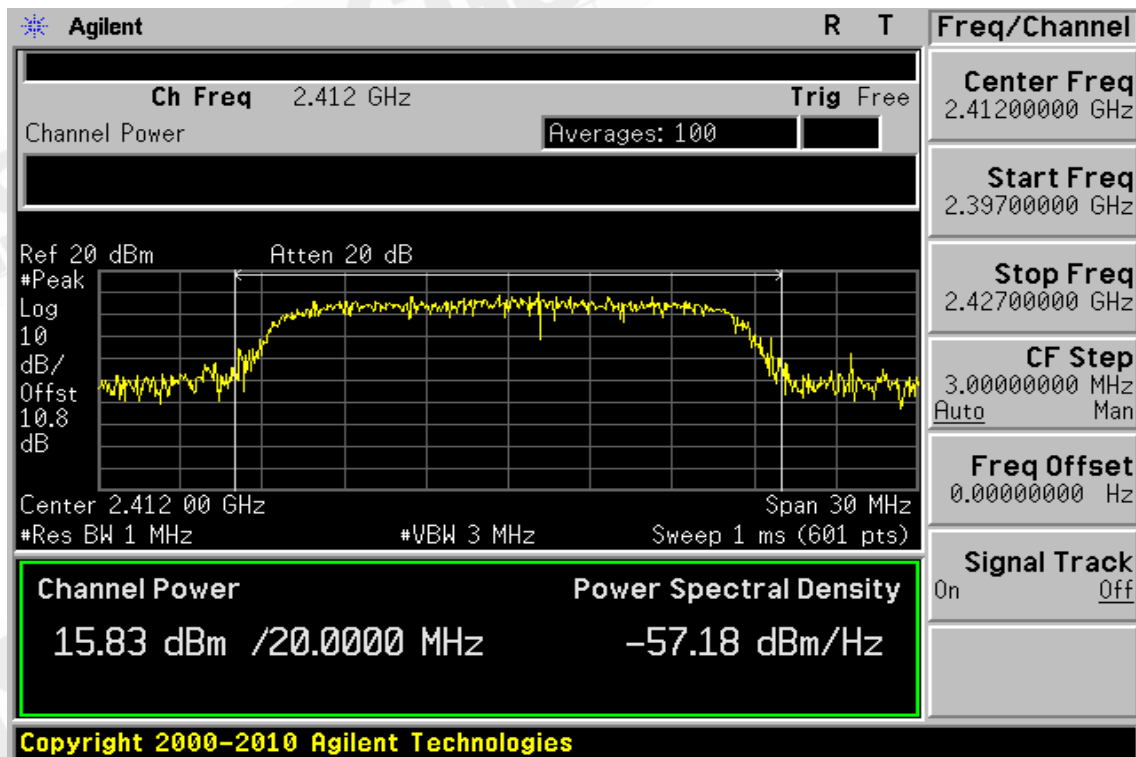 Agilent R T Freq/Channel
Ch Freq 2.412 GHz Trig Free
Channel Power Averages: 100
Center Freq
2.41200000 GHz
Start Freq
2.39700000 GHz
Stop Freq
2.42700000 GHz
CF Step
3.00000000 MHz
Auto Man
Freq Offset
0.00000000 Hz
Signal Track
On Off
Ref 20 dBm Atten 20 dB
#Peak
Log
10
dB/
Offst
10.8
dB
Center 2.412 00 GHz Span 30 MHz
#Res BW 1 MHz #VBW 3 MHz Sweep 1 ms (601 pts)
Channel Power Power Spectral Density
15.83 dBm /20.0000 MHz -57.18 dBm/Hz
Copyright 2000-2010 Agilent Technologies